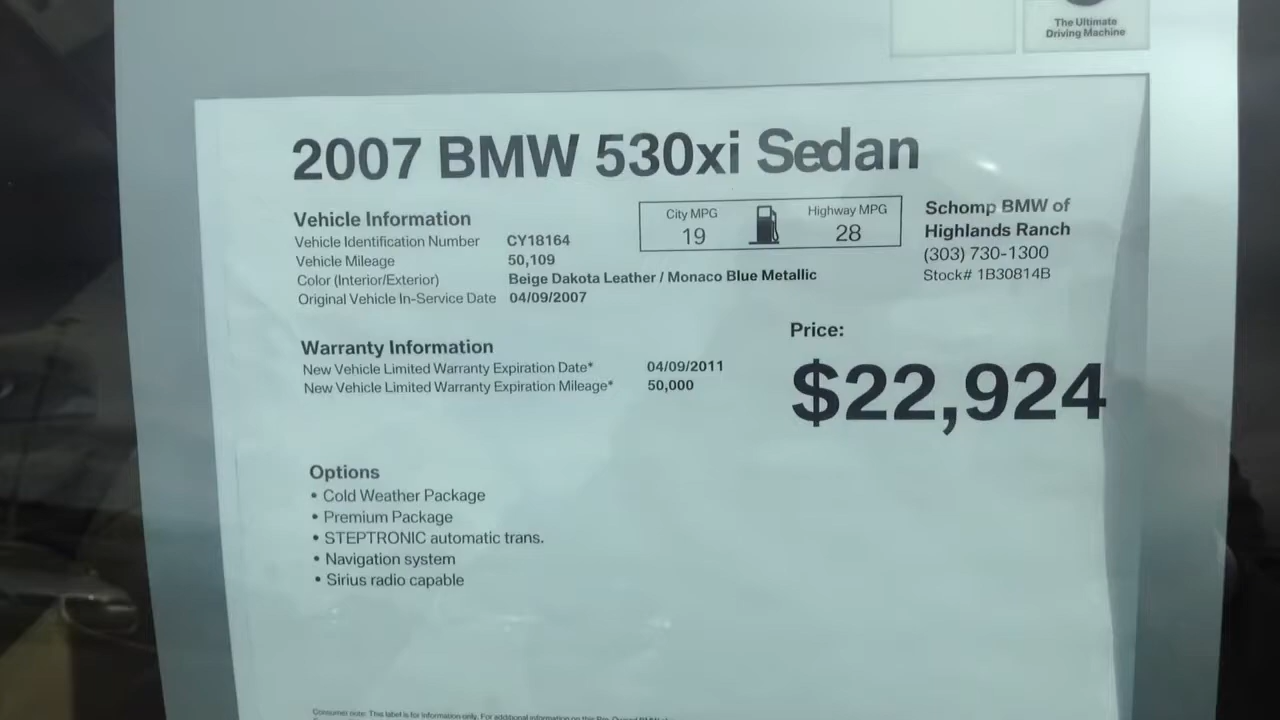 The Ultimate
Driving Machine
2007 BMW 530xi Sedan
Vehicle Information
Vehicle Identification Number CY18164
Vehicle Mileage 50,109
Color (Interior/Exterior) Beige Dakota Leather / Monaco Blue Metallic
Original Vehicle In-Service Date 04/09/2007
City MPG Highway MPG
19 28
Schomp BMW of
Highlands Ranch
(303) 730-1300
Stock# 1B30814B
Warranty Information
New Vehicle Limited Warranty Expiration Date* 04/09/2011
New Vehicle Limited Warranty Expiration Mileage* 50,000
Price:
$22,924
Options
• Cold Weather Package
• Premium Package
• STEPTRONIC automatic trans.
• Navigation system
• Sirius radio capable
Consumer note: This label is for information only. For additional information on this